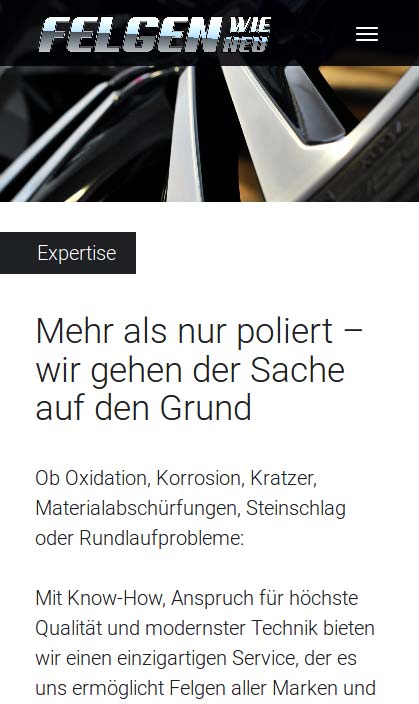 FELGEN WIE NEU
Expertise
Mehr als nur poliert –
wir gehen der Sache
auf den Grund
Ob Oxidation, Korrosion, Kratzer,
Materialabschürfungen, Steinschlag
oder Rundlaufprobleme:
Mit Know-How, Anspruch für höchste
Qualität und modernster Technik bieten
wir einen einzigartigen Service, der es
uns ermöglicht Felgen aller Marken und